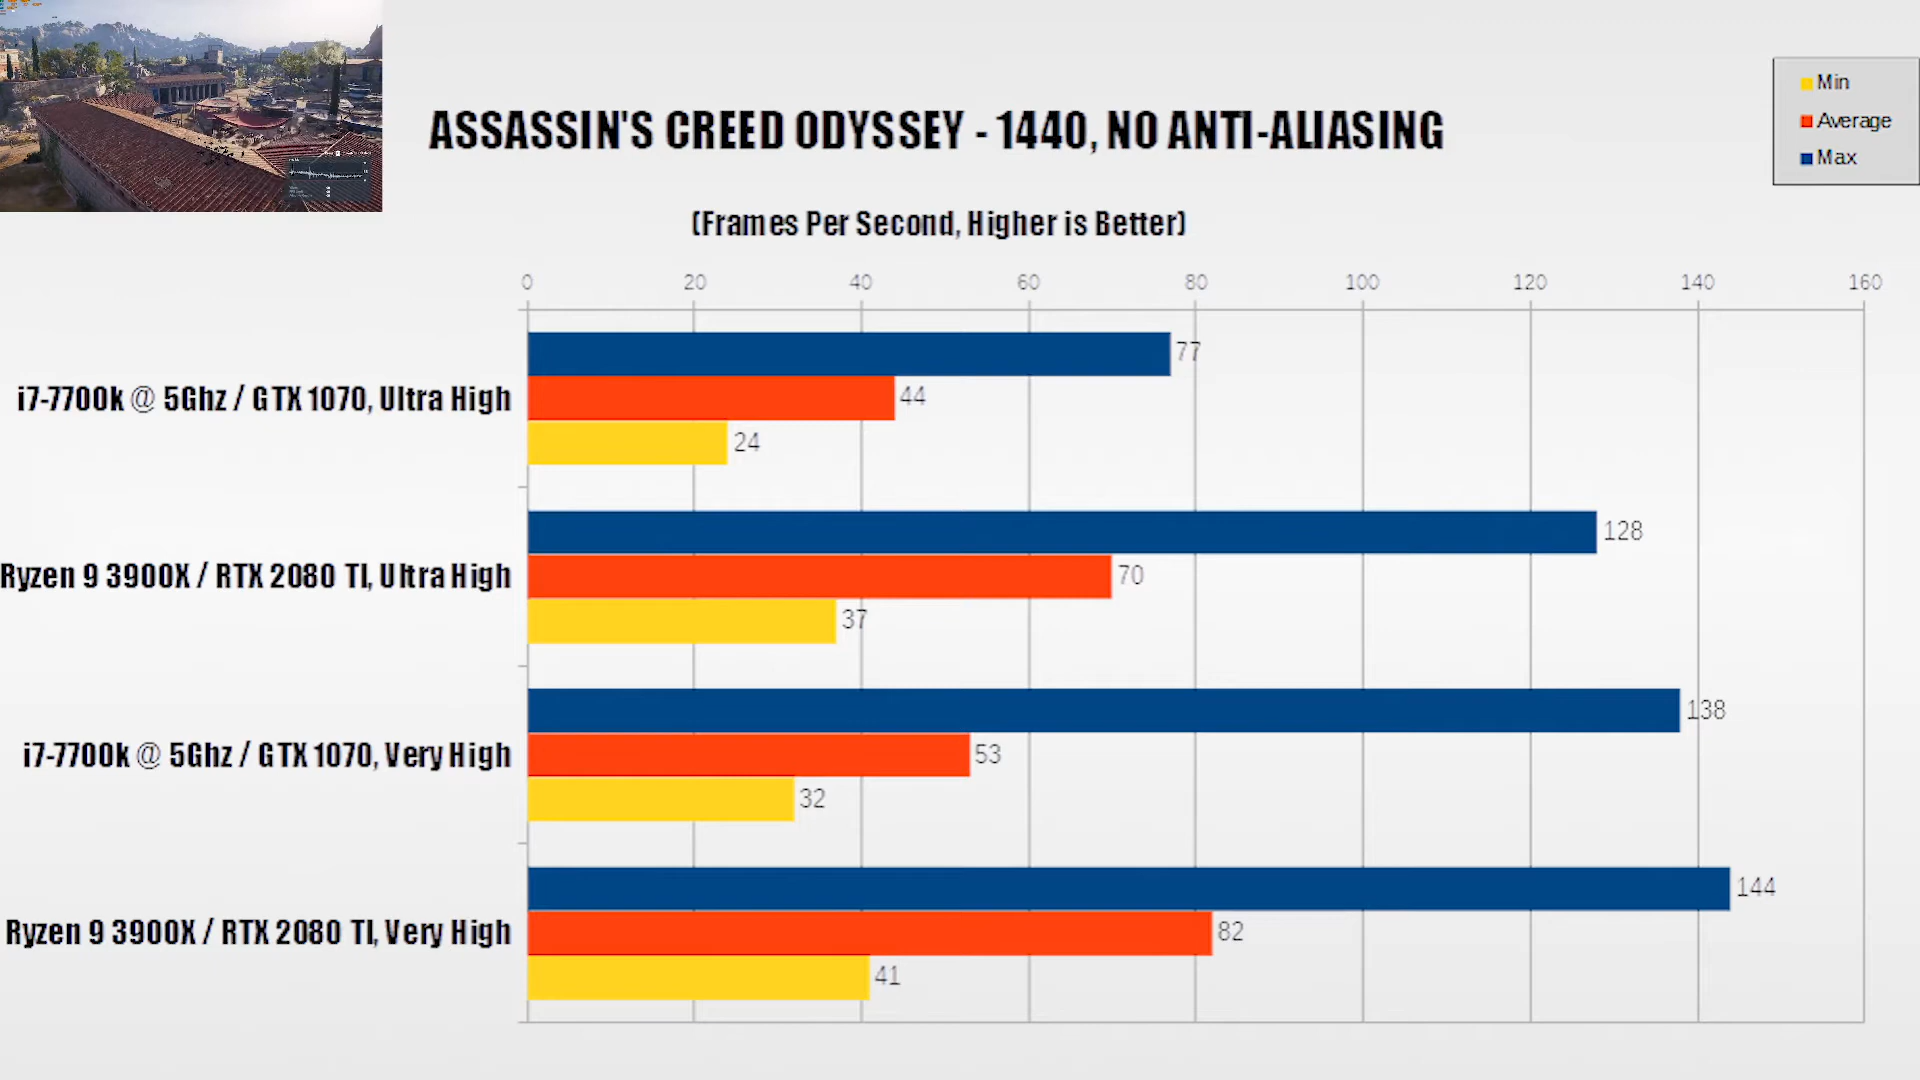 Min
Average
Max
ASSASSIN'S CREED ODYSSEY - 1440, NO ANTI-ALIASING
(Frames Per Second, Higher is Better)
0 20 40 60 80 100 120 140 160
i7-7700k @ 5Ghz / GTX 1070, Ultra High
77
44
24
Ryzen 9 3900X / RTX 2080 TI, Ultra High
128
70
37
i7-7700k @ 5Ghz / GTX 1070, Very High
138
53
32
Ryzen 9 3900X / RTX 2080 TI, Very High
144
82
41